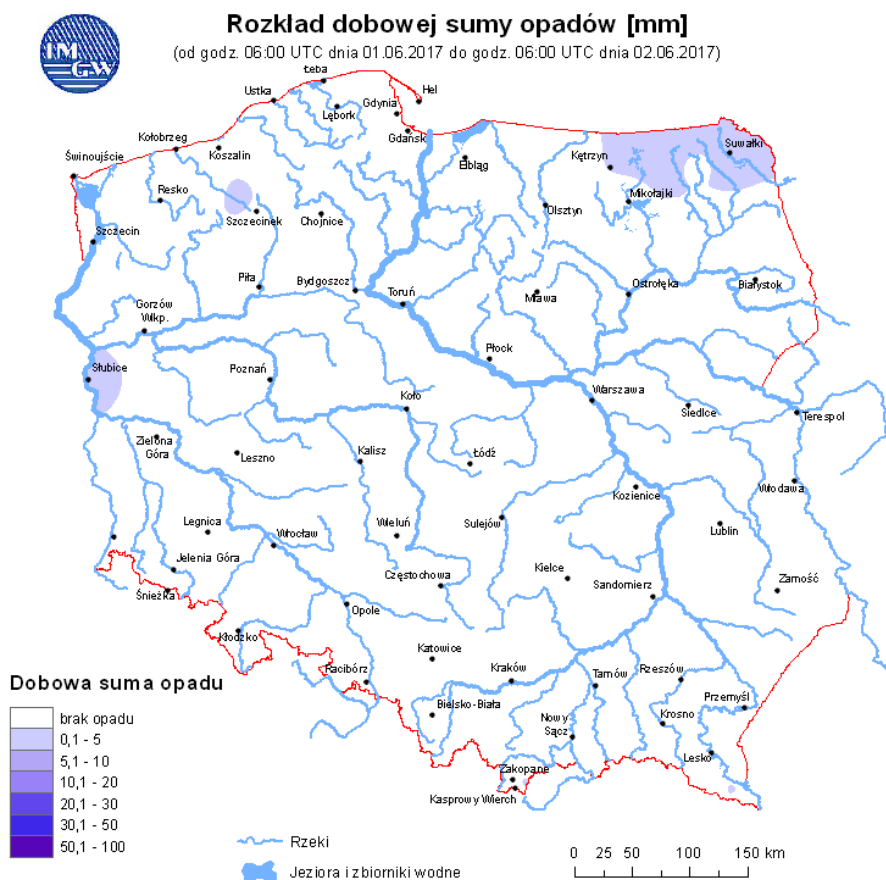 Rozkład dobowej sumy opadów [mm]
(od godz. 06:00 UTC dnia 01.06.2017 do godz. 06:00 UTC dnia 02.06.2017)
IM
GW
Łeba
Ustka
Hel
Gdynia
Lębork
Kołobrzeg
Koszalin
Gdańsk
Suwałki
Świnoujście
Elbląg
Kętrzyn
Resko
Mikołajki
Szczecinek
Chojnice
Olsztyn
Szczecin
Piła
Bydgoszcz
Białystok
Toruń
Mława
Ostrołęka
Gorzów
Wlkp.
Płock
Słubice
Poznań
Warszawa
Koło
Siedlce
Terespol
Zielona
Góra
Leszno
Kalisz
Łódź
Włodawa
Kozienice
Legnica
Wrocław
Wieluń
Sulejów
Lublin
Jelenia Góra
Częstochowa
Kielce
Sandomierz
Zamość
Śnieżka
Opole
Kłodzko
Katowice
Kraków
Tarnów
Rzeszów
Racibórz
Przemyśl
Bielsko-Biała
Nowy
Sącz
Krosno
Lesko
Zakopane
Kasprowy Wierch
Dobowa suma opadu
brak opadu
0,1 - 5
5,1 - 10
10,1 - 20
20,1 - 30
30,1 - 50
50,1 - 100
Rzeki
Jeziora i zbiorniki wodne
0 25 50 100 150 km